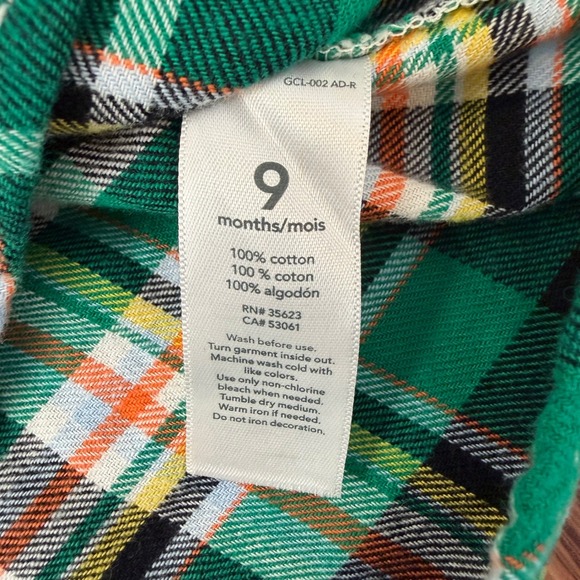 GCL-002 AD-R
9
months/mois
100% cotton
100 % coton
100% algodón
RN# 35623
CA# 53061
Wash before use.
Turn garment inside out.
Machine wash cold with
like colors.
Use only non-chlorine
bleach when needed.
Tumble dry medium.
Warm iron if needed.
Do not iron decoration.